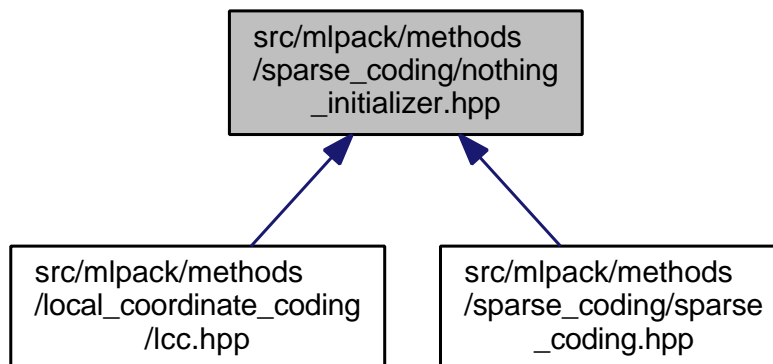 src/mlpack/methods
/sparse_coding/nothing
_initializer.hpp
src/mlpack/methods
/local_coordinate_coding
/lcc.hpp
src/mlpack/methods
/sparse_coding/sparse
_coding.hpp